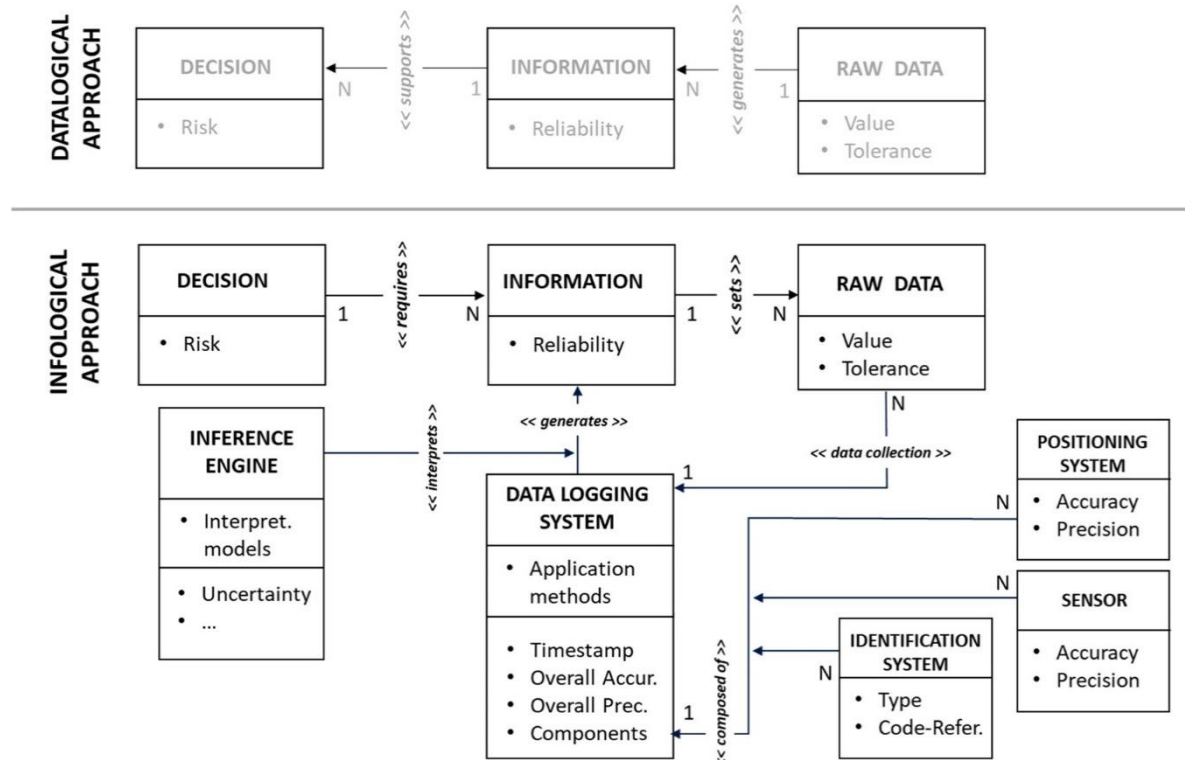 DATALOGICAL
APPROACH
DECISION
• Risk
N
<< supports >>
1
INFORMATION
• Reliability
N
<< generates >>
1
RAW DATA
• Value
• Tolerance
INFOLOGICAL
APPROACH
DECISION
• Risk
1
<< requires >>
N
INFORMATION
• Reliability
1
<< sets >>
N
RAW DATA
• Value
• Tolerance
N
<< data collection >>
1
<< generates >>
INFERENCE
ENGINE
• Interpret.
models
• Uncertainty
• ...
<< interprets >>
DATA LOGGING
SYSTEM
• Application
methods
• Timestamp
• Overall Accur.
• Overall Prec.
• Components
1
<< composed of >>
POSITIONING
SYSTEM
• Accuracy
• Precision
N
SENSOR
• Accuracy
• Precision
N
IDENTIFICATION
SYSTEM
• Type
• Code-Refer.
N